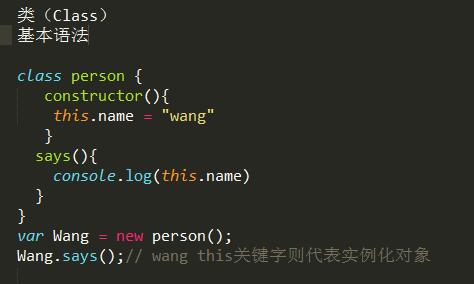 类（Class）
基本语法
class person {
constructor(){
this.name = "wang"
}
says(){
console.log(this.name)
}
}
var Wang = new person();
Wang.says();// wang this关键字则代表实例化对象